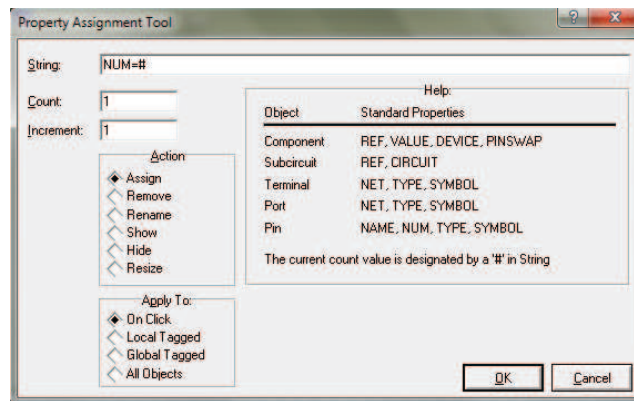 Property Assignment Tool
String: NUM=#
Count: 1
Increment: 1
Action
Assign
Remove
Rename
Show
Hide
Resize
Apply To:
On Click
Local Tagged
Global Tagged
All Objects
Help:
Object Standard Properties
Component REF, VALUE, DEVICE, PINSWAP
Subcircuit REF, CIRCUIT
Terminal NET, TYPE, SYMBOL
Port NET, TYPE, SYMBOL
Pin NAME, NUM, TYPE, SYMBOL
The current count value is designated by a '#' in String
OK Cancel